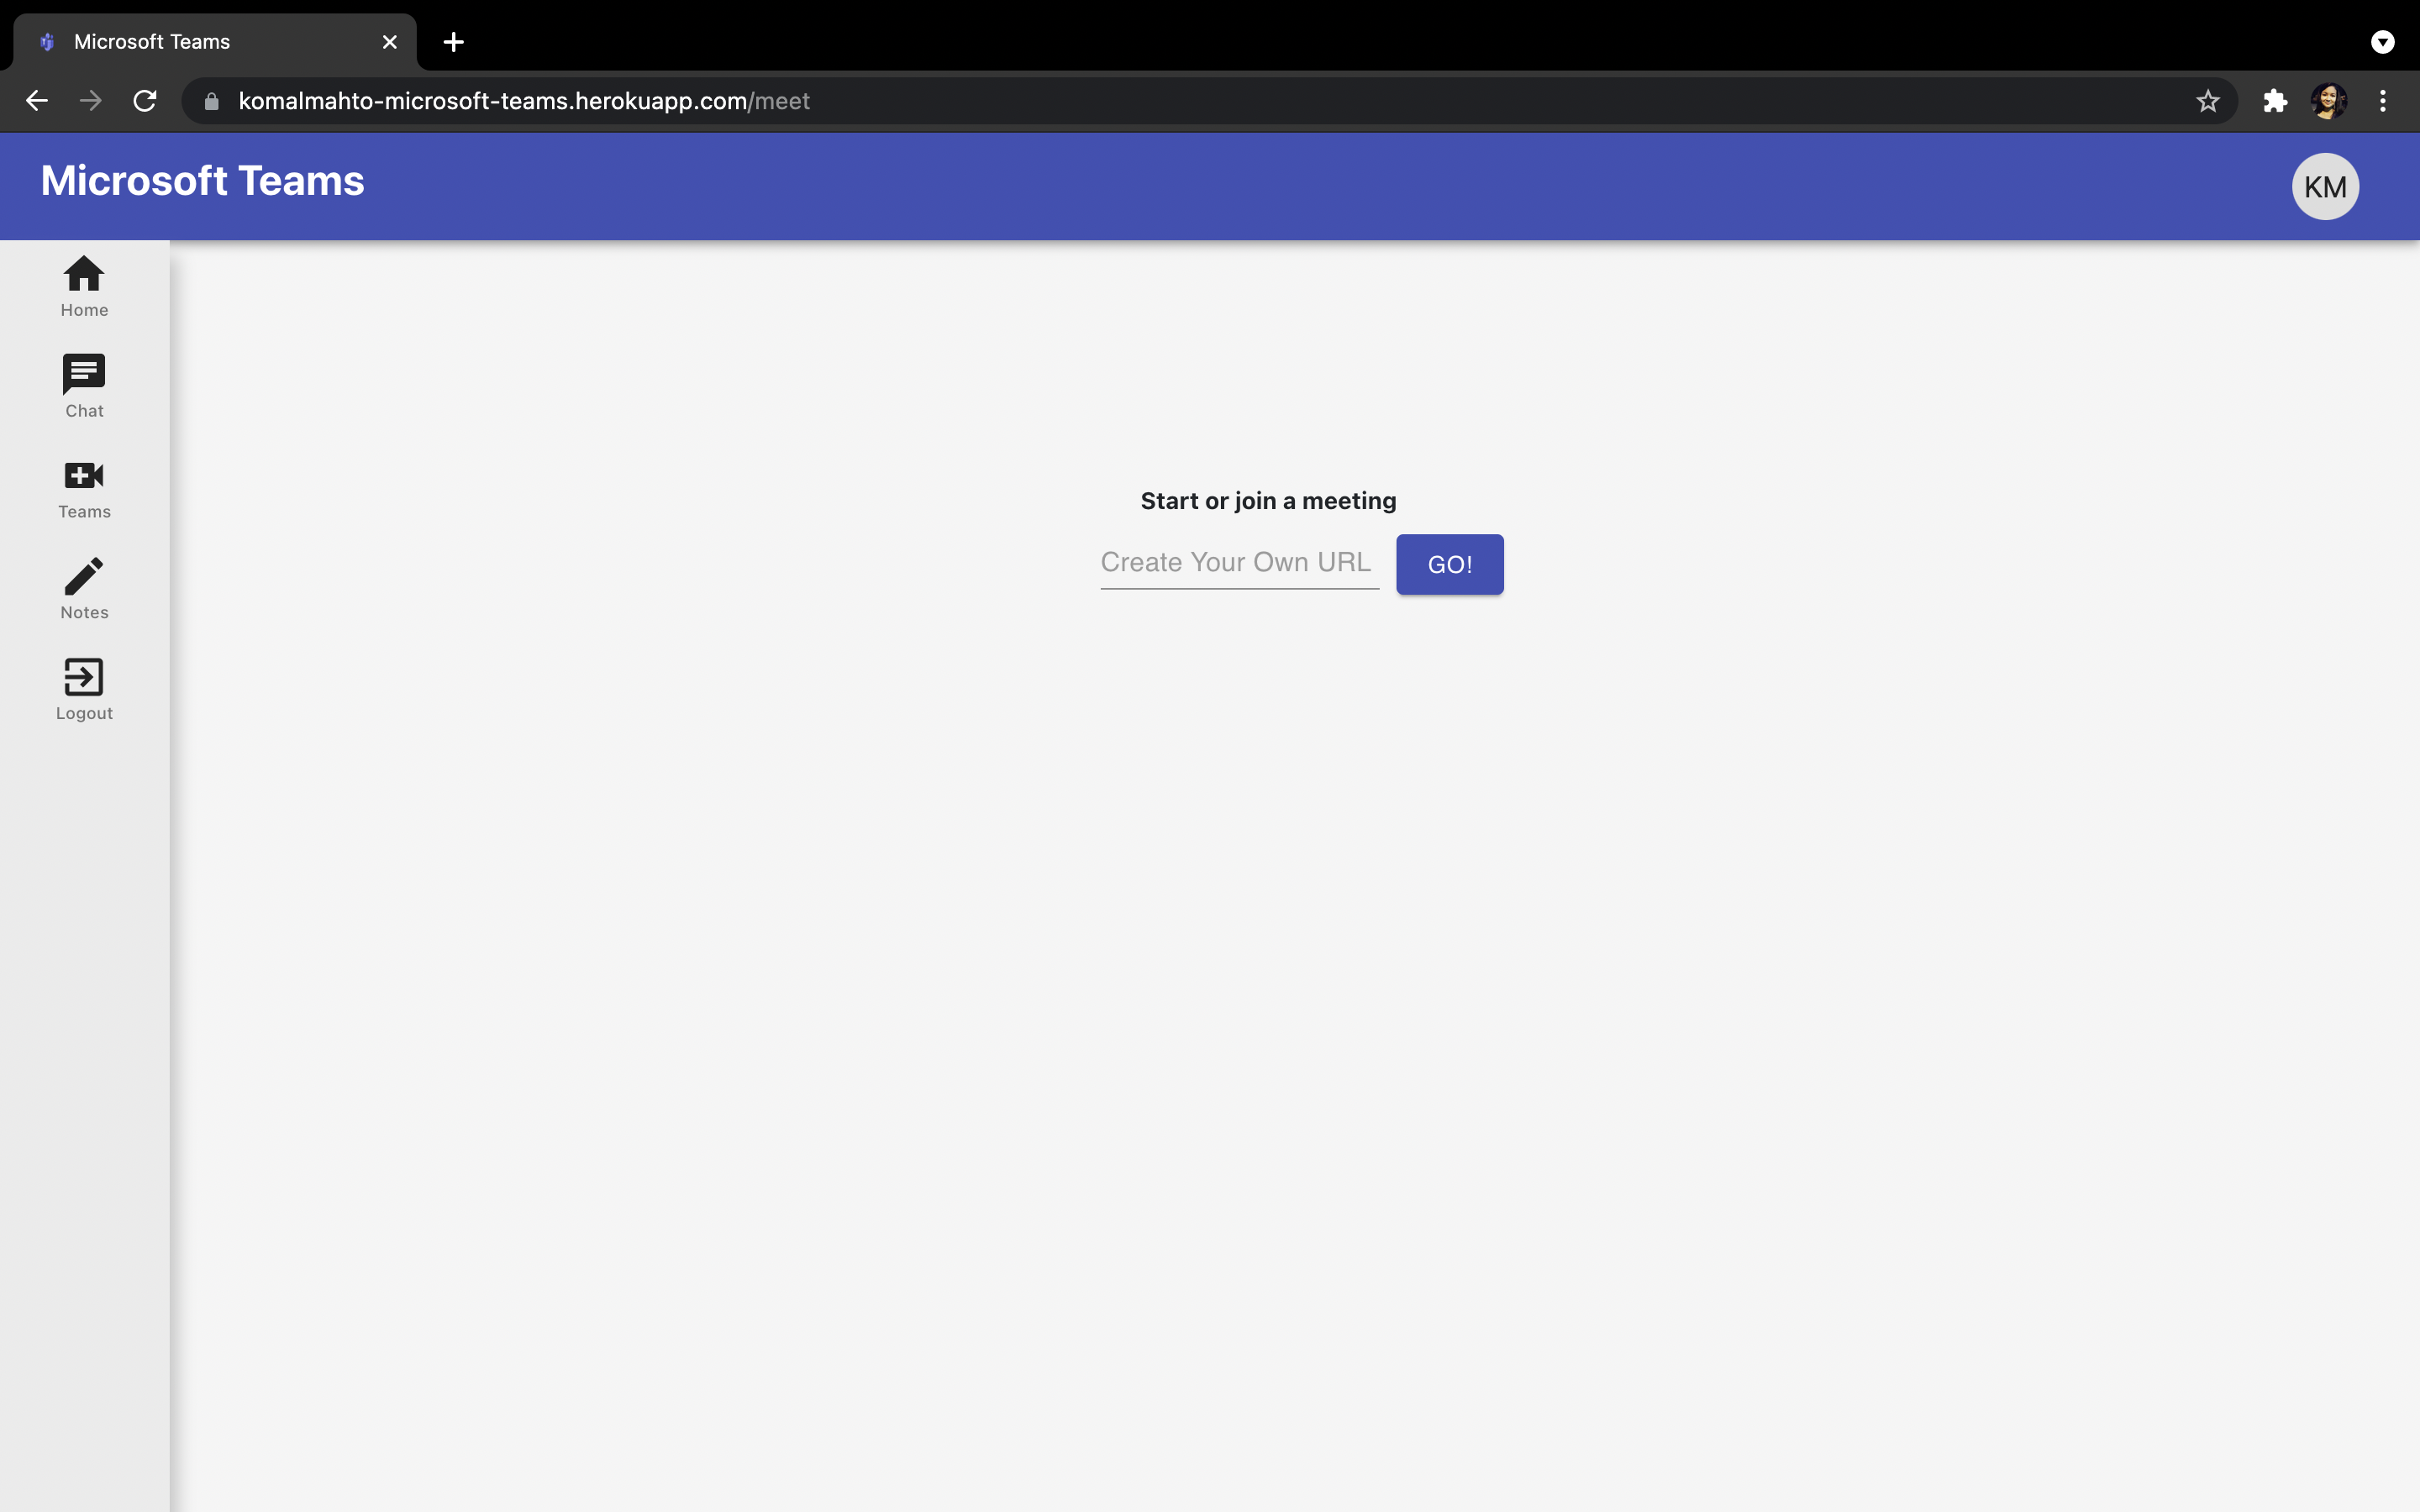 Microsoft Teams
komalmahto-microsoft-teams.herokuapp.com/meet
Microsoft Teams
KM
Home
Chat
Teams
Notes
Logout
Start or join a meeting
Create Your Own URL
GO!